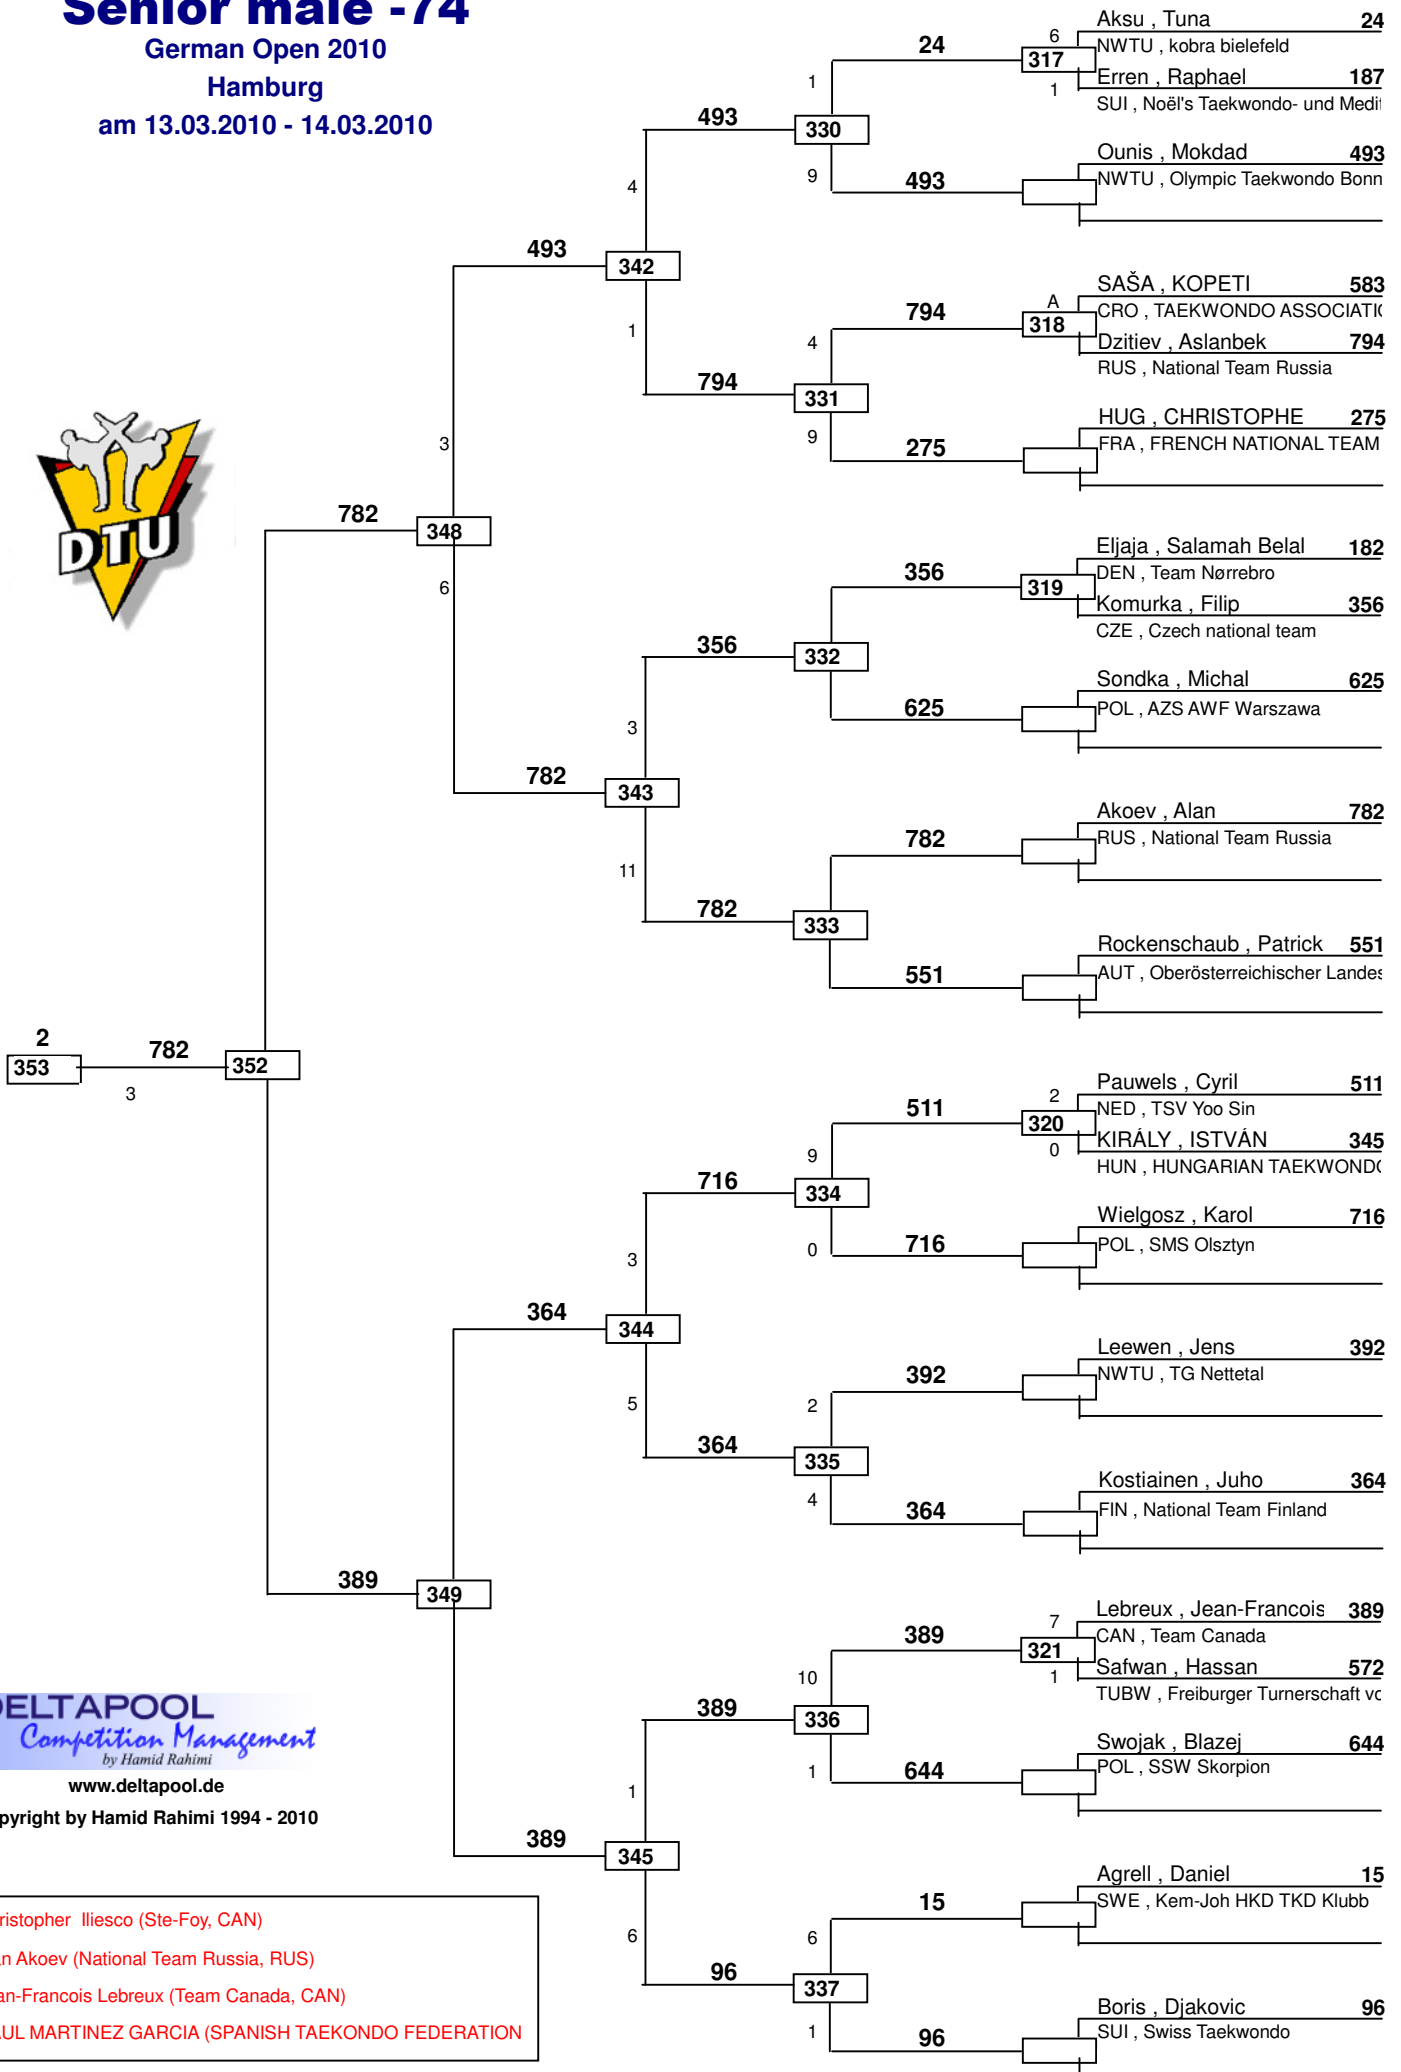 Senior male -74
German Open 2010
Hamburg
am 13.03.2010 - 14.03.2010
DTU
Aksu , Tuna 24
NWTU , kobra bielefeld
6
317
1
24
Erren , Raphael 187
SUI , Noël's Taekwondo- und Medit
1
330
9
493
Ounis , Mokdad 493
NWTU , Olympic Taekwondo Bonn
493
4
342
1
493
SAŠA , KOPETI 583
CRO , TAEKWONDO ASSOCIATIO
A
318
794
Dzitiev , Aslanbek 794
RUS , National Team Russia
4
331
9
794
HUG , CHRISTOPHE 275
FRA , FRENCH NATIONAL TEAM
275
3
348
6
782
Eljaja , Salamah Belal 182
DEN , Team Nørrebro
319
356
Komurka , Filip 356
CZE , Czech national team
332
356
Sondka , Michal 625
POL , AZS AWF Warszawa
625
3
343
11
782
Akoev , Alan 782
RUS , National Team Russia
782
333
782
Rockenschaub , Patrick 551
AUT , Oberösterreichischer Landes
551
2
353
782
3
352
Pauwels , Cyril 511
NED , TSV Yoo Sin
2
320
0
511
KIRÁLY , ISTVÁN 345
HUN , HUNGARIAN TAEKWONDO
9
334
0
716
Wielgosz , Karol 716
POL , SMS Olsztyn
716
3
344
5
364
Leewen , Jens 392
NWTU , TG Nettetal
392
2
335
4
364
Kostiainen , Juho 364
FIN , National Team Finland
364
389
349
Lebreux , Jean-Francois 389
CAN , Team Canada
7
321
1
389
Safwan , Hassan 572
TUBW , Freiburger Turnerschaft vo
10
336
1
389
Swojak , Blazej 644
POL , SSW Skorpion
644
1
345
6
389
Agrell , Daniel 15
SWE , Kem-Joh HKD TKD Klubb
15
6
337
1
96
Boris , Djakovic 96
SUI , Swiss Taekwondo
96
DELTAPOOL
Competition Management
by Hamid Rahimi
www.deltapool.de
pyright by Hamid Rahimi 1994 - 2010
ristopher Iliesco (Ste-Foy, CAN)
an Akoev (National Team Russia, RUS)
an-Francois Lebreux (Team Canada, CAN)
AUL MARTINEZ GARCIA (SPANISH TAEKONDO FEDERATION